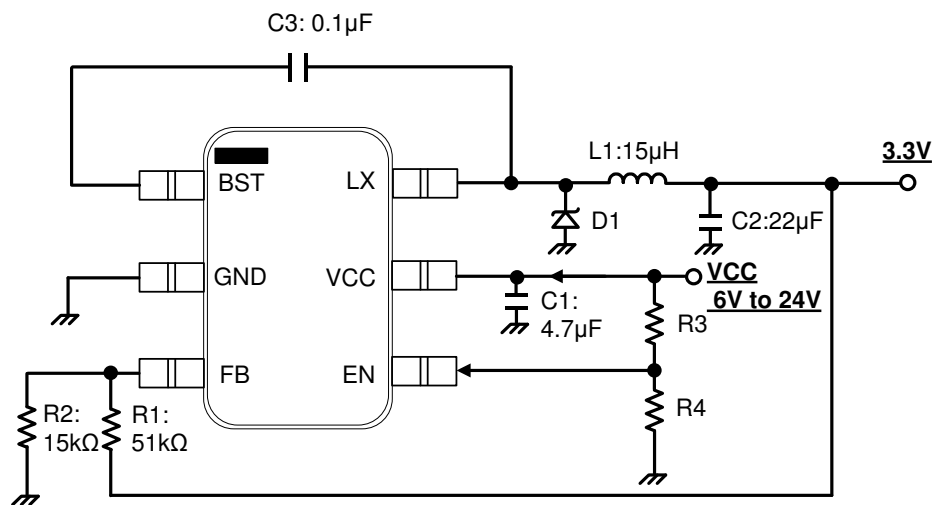 C3: 0.1µF
L1:15µH
3.3V
BST
LX
D1
C2:22µF
GND
VCC
C1:
4.7µF
VCC
6V to 24V
R3
FB
EN
R2:
15kΩ
R1:
51kΩ
R4